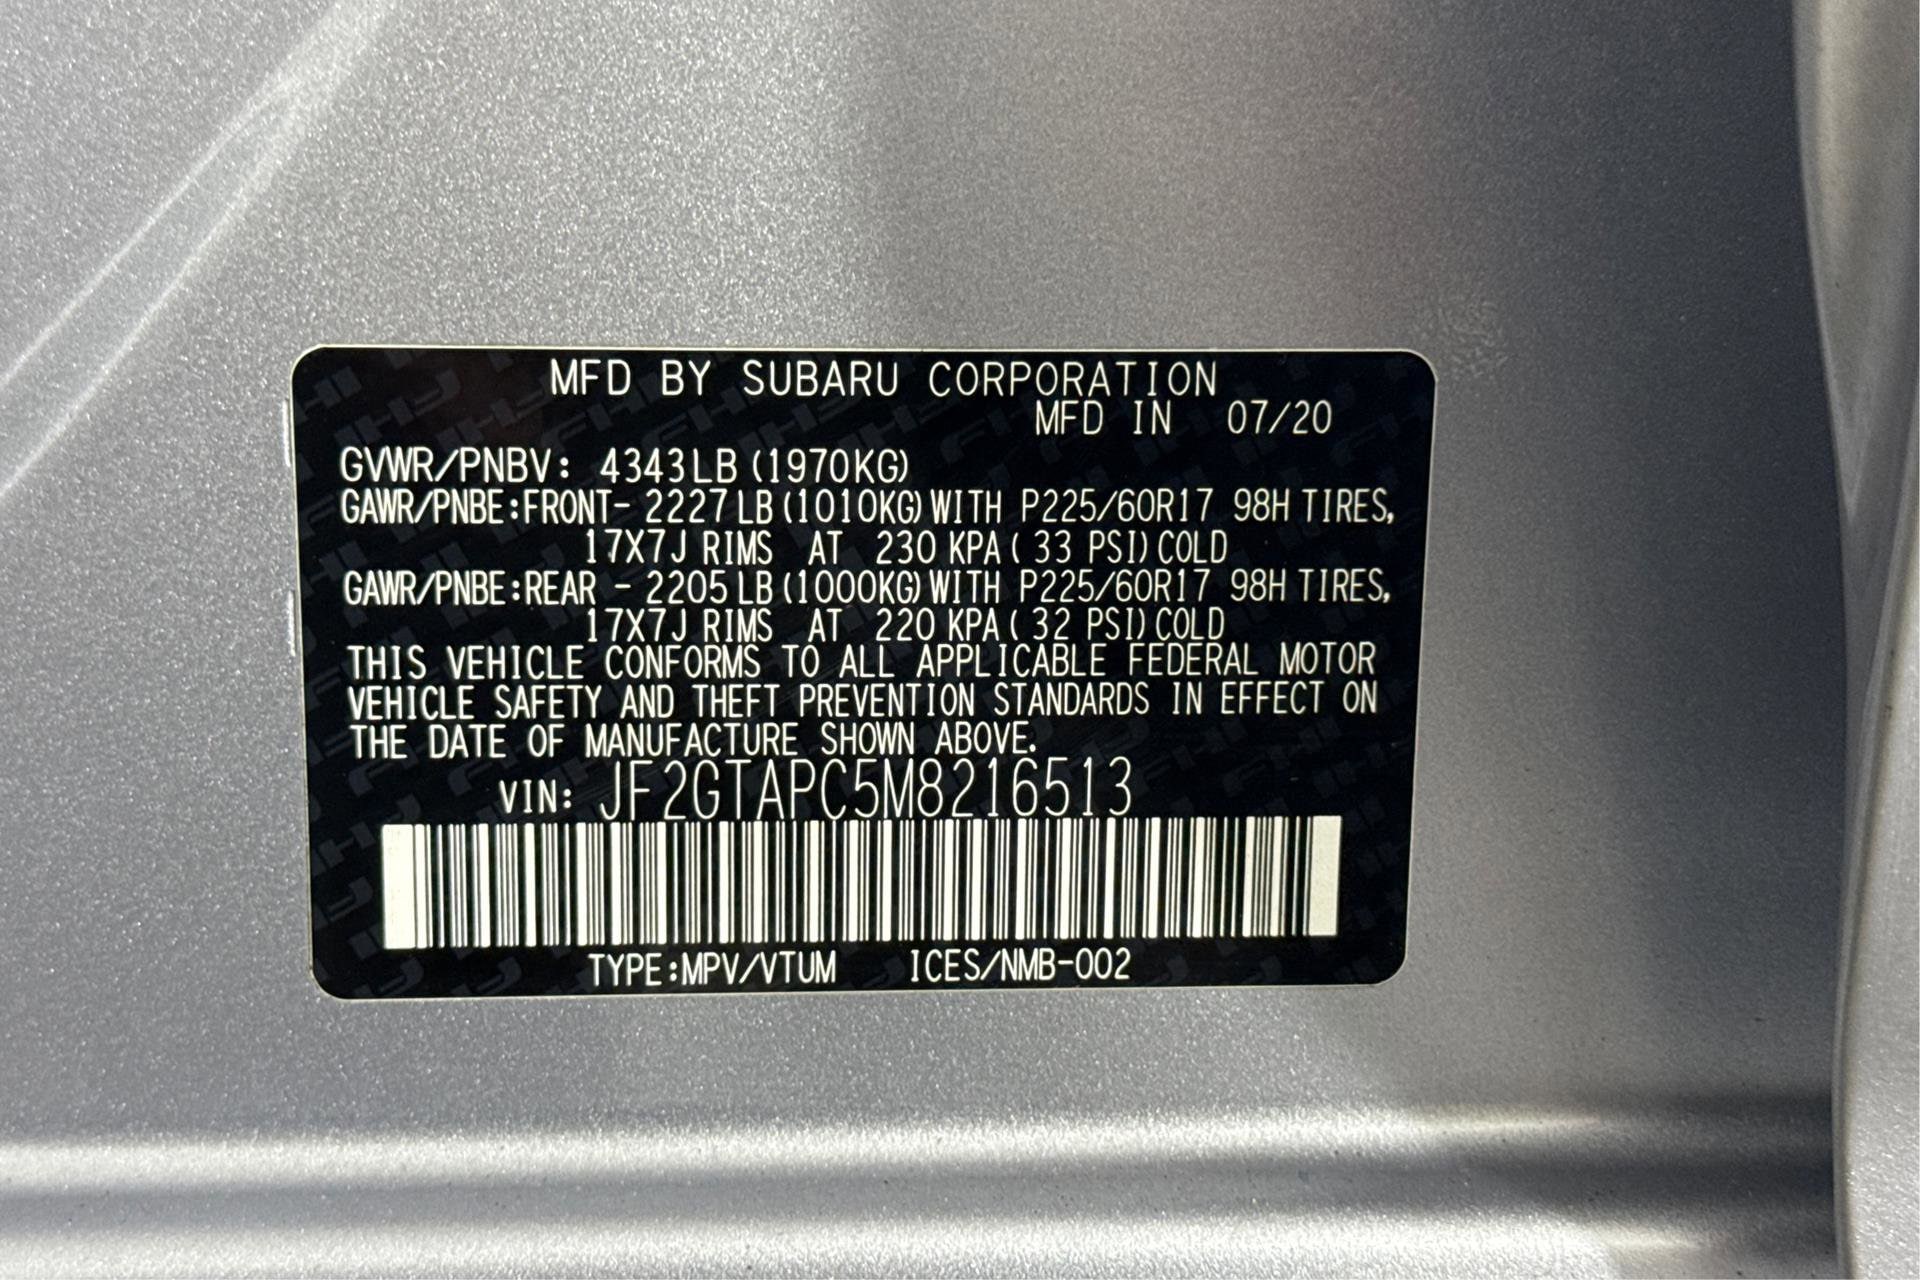 MFD BY SUBARU CORPORATION
MFD IN 07/20
GVWR/PNBV: 4343LB (1970KG)
GAWR/PNBE:FRONT- 2227 LB (1010KG) WITH P225/60R17 98H TIRES,
17X7J RIMS AT 230 KPA ( 33 PSI) COLD
GAWR/PNBE:REAR - 2205 LB (1000KG) WITH P225/60R17 98H TIRES,
17X7J RIMS AT 220 KPA ( 32 PSI) COLD
THIS VEHICLE CONFORMS TO ALL APPLICABLE FEDERAL MOTOR
VEHICLE SAFETY AND THEFT PREVENTION STANDARDS IN EFFECT ON
THE DATE OF MANUFACTURE SHOWN ABOVE.
VIN: JF2GTAPC5M8216513
TYPE:MPV/VTUM ICES/NMB-002